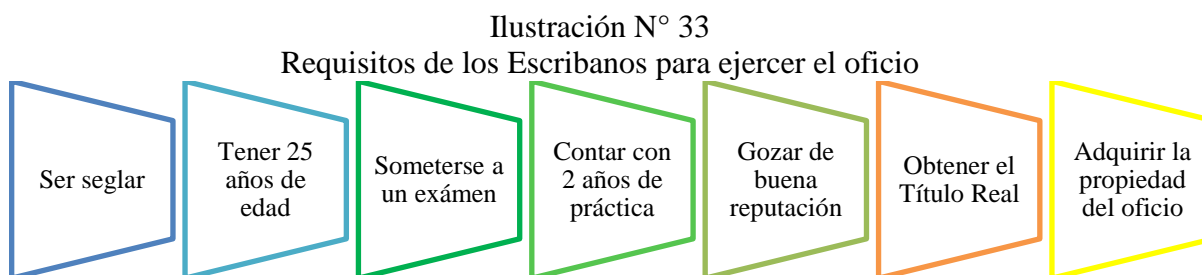 Ilustración N° 33
Requisitos de los Escribanos para ejercer el oficio
Ser seglar
Tener 25
años de
edad
Someterse a
un exámen
Contar con
2 años de
práctica
Gozar de
buena
reputación
Obtener el
Título Real
Adquirir la
propiedad
del oficio